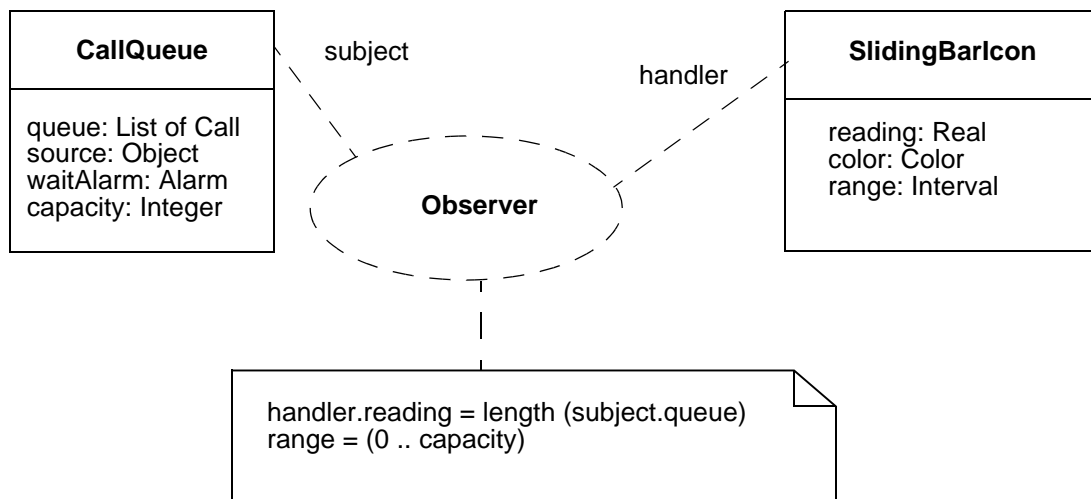 CallQueue
queue: List of Call
source: Object
waitAlarm: Alarm
capacity: Integer
subject
handler
Observer
SlidingBarIcon
reading: Real
color: Color
range: Interval
handler.reading = length (subject.queue)
range = (0 .. capacity)